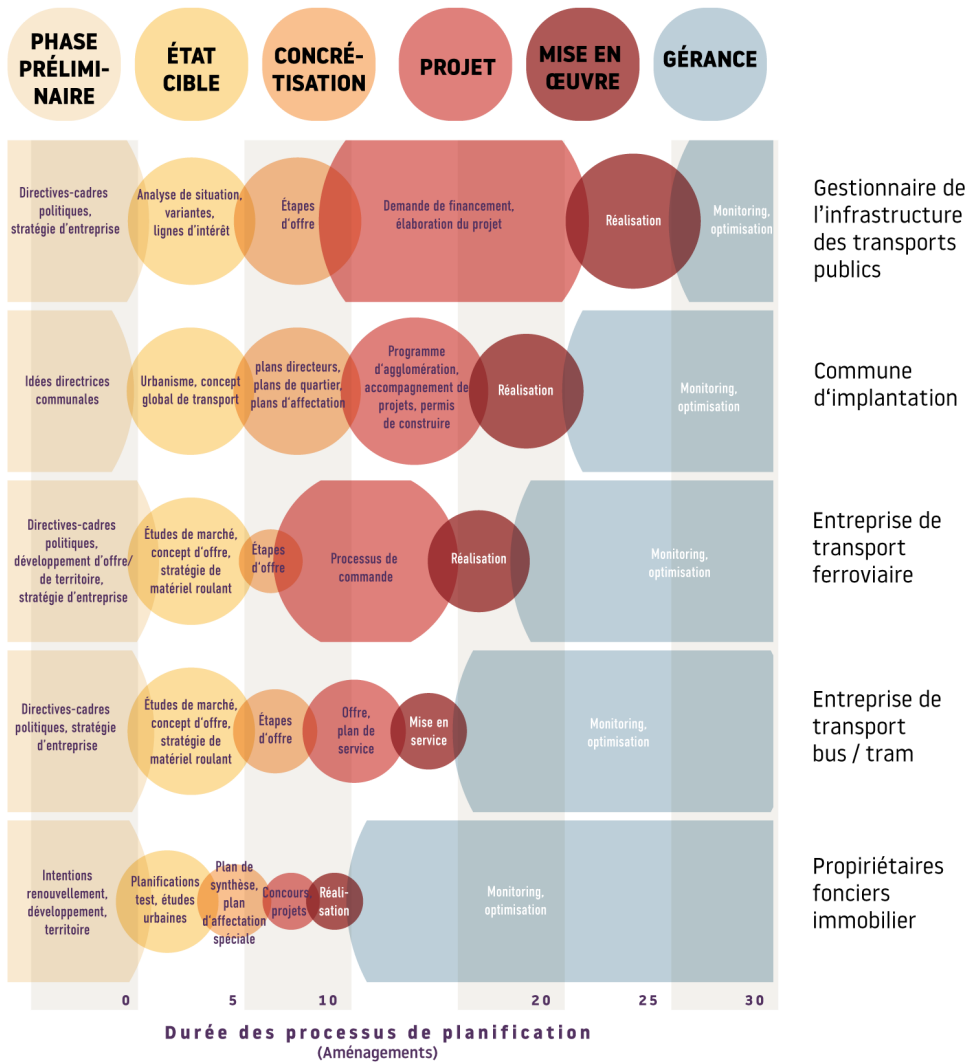 PHASE
PRÉLIMI-
NAIRE
ÉTAT
CIBLE
CONCRÉ-
TISATION
PROJET
MISE EN
ŒUVRE
GÉRANCE
Directives-cadres
politiques,
stratégie d'entreprise
Analyse de situation,
variantes,
lignes d'intérêt
Étapes
d'offre
Demande de financement,
élaboration du projet
Réalisation
Monitoring,
optimisation
Gestionnaire de
l'infrastructure
des transports
publics
Idées directrices
communales
Urbanisme, concept
global de transport
plans directeurs,
plans de quartier,
plans d'affectation
Programme
d'agglomération,
accompagnement de
projets, permis
de construire
Réalisation
Monitoring,
optimisation
Commune
d'implantation
Directives-cadres
politiques,
développement d'offre/
de territoire,
stratégie d'entreprise
Études de marché,
concept d'offre,
stratégie de
matériel roulant
Étapes
d'offre
Processus de
commande
Réalisation
Monitoring,
optimisation
Entreprise de
transport
ferroviaire
Directives-cadres
politiques, stratégie
d'entreprise
Études de marché,
concept d'offre,
stratégie de
matériel roulant
Étapes
d'offre
Offre,
plan de
service
Mise en
service
Monitoring,
optimisation
Entreprise de
transport
bus / tram
Intentions
renouvellement,
développement,
territoire
Planifications
test, études
urbaines
Plan de
synthèse,
plan
d'affectation
spéciale
Concours,
projets
Réali-
sation
Monitoring,
optimisation
Propiriétaires
fonciers
immobilier
0 5 10 20 25 30
Durée des processus de planification
(Aménagements)